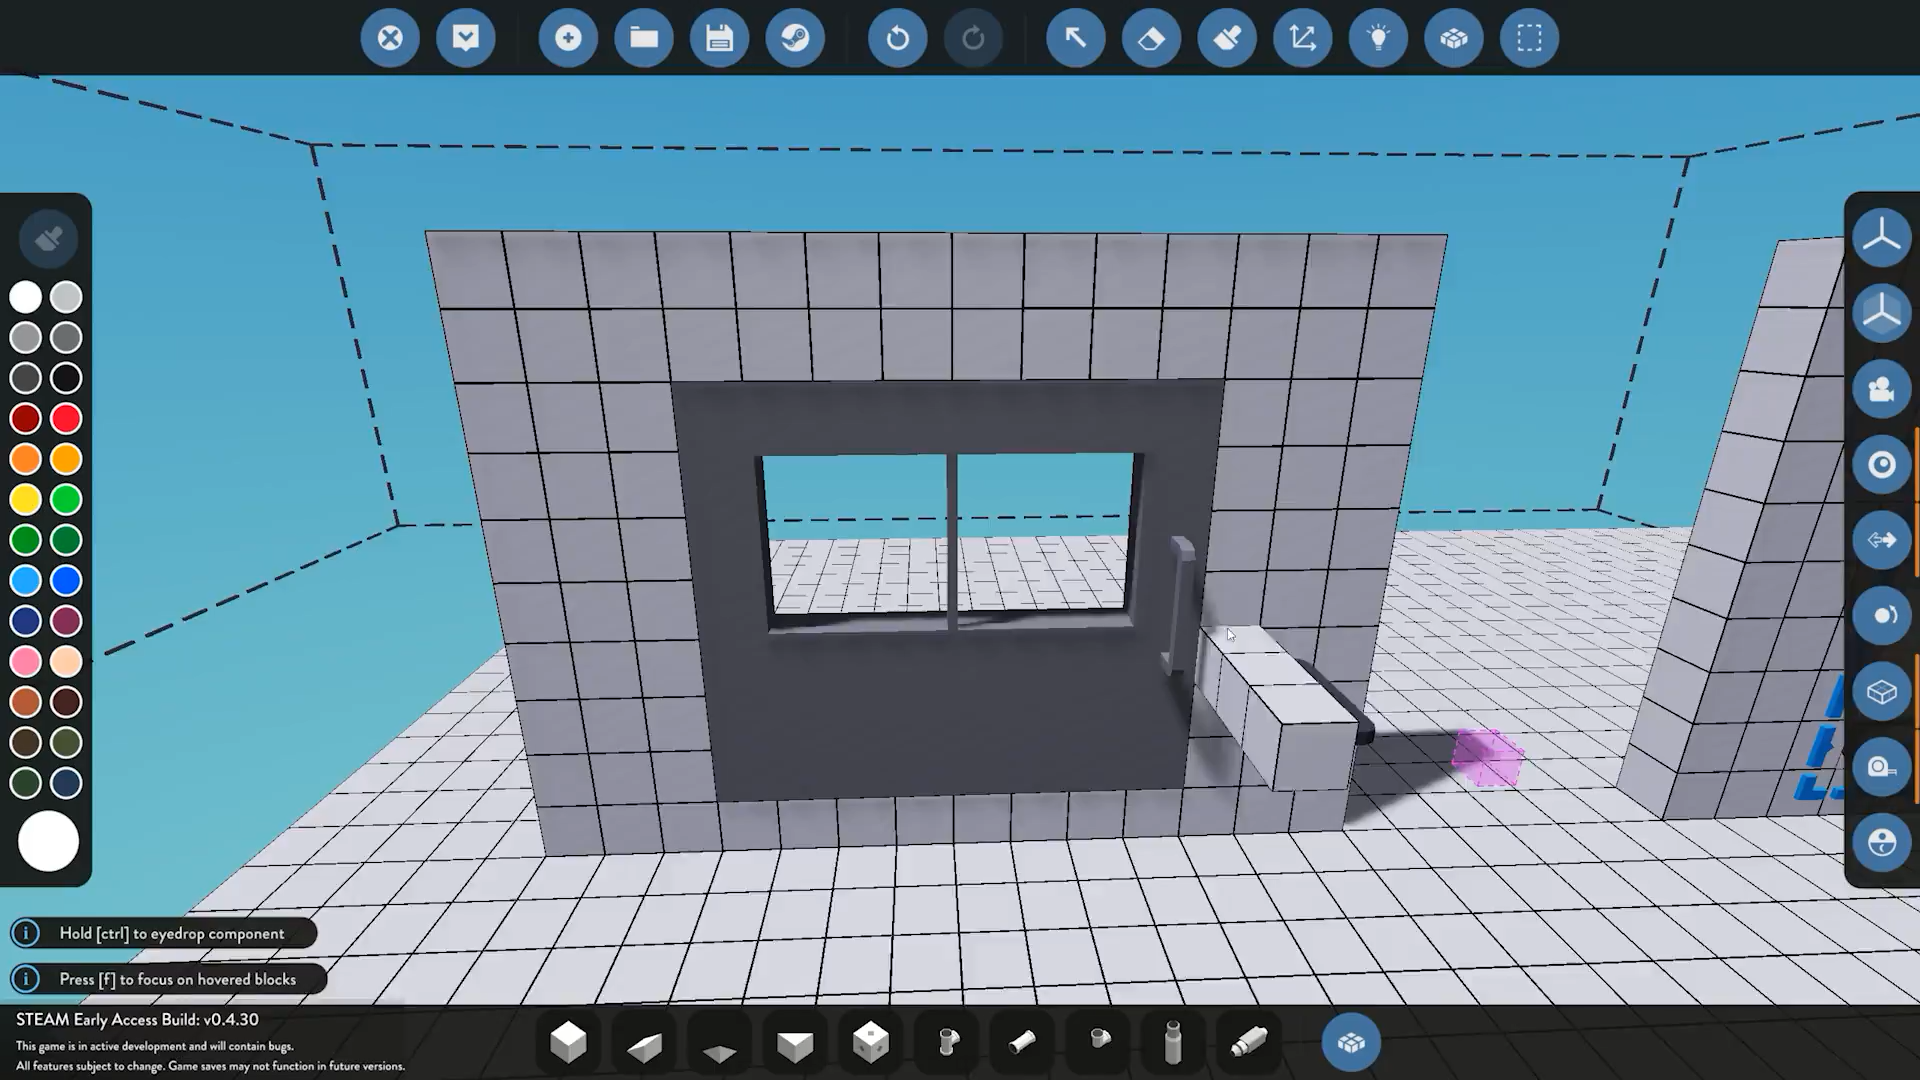 Hold [ctrl] to eyedrop component
Press [f] to focus on hovered blocks
STEAM Early Access Build: v0.4.30
This game is in active development and will contain bugs.
All features subject to change. Game saves may not function in future versions.